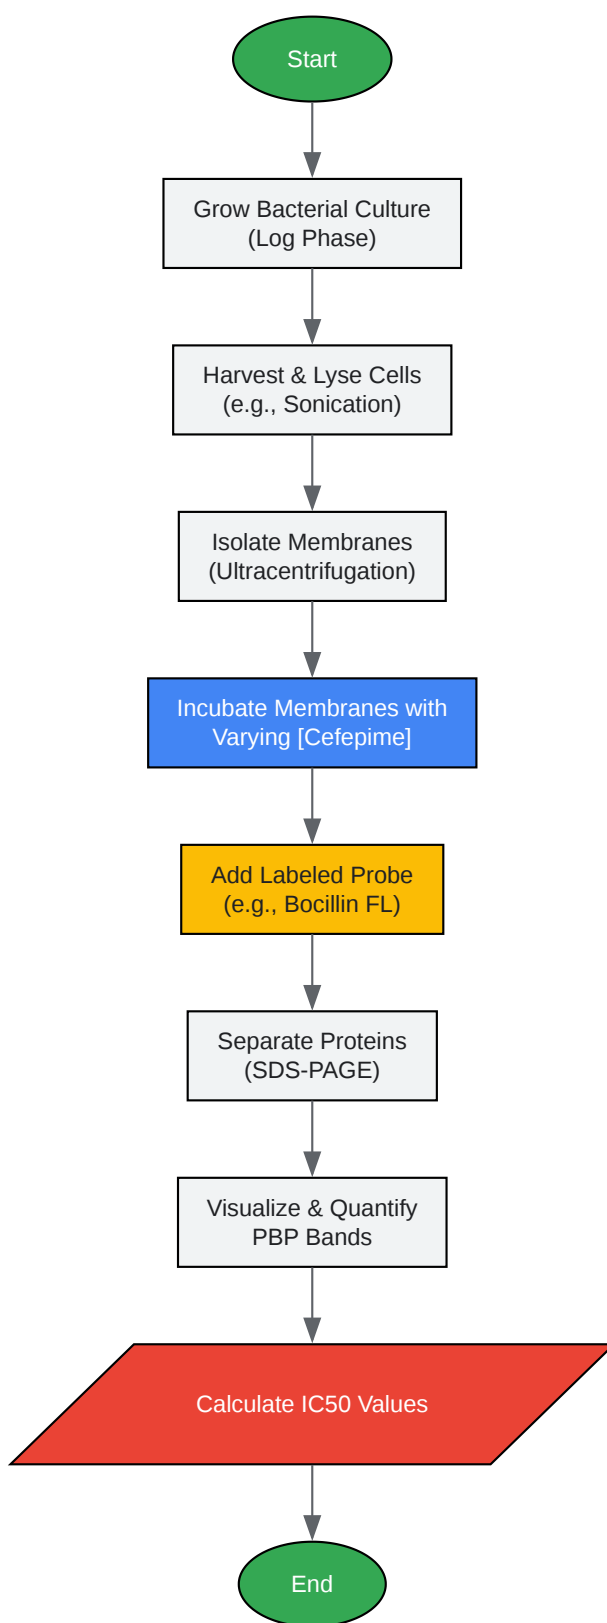 Start
Grow Bacterial Culture
(Log Phase)
Harvest & Lyse Cells
(e.g., Sonication)
Isolate Membranes
(Ultracentrifugation)
Incubate Membranes with
Varying [Cefepime]
Add Labeled Probe
(e.g., Bocillin FL)
Separate Proteins
(SDS-PAGE)
Visualize & Quantify
PBP Bands
Calculate IC50 Values
End